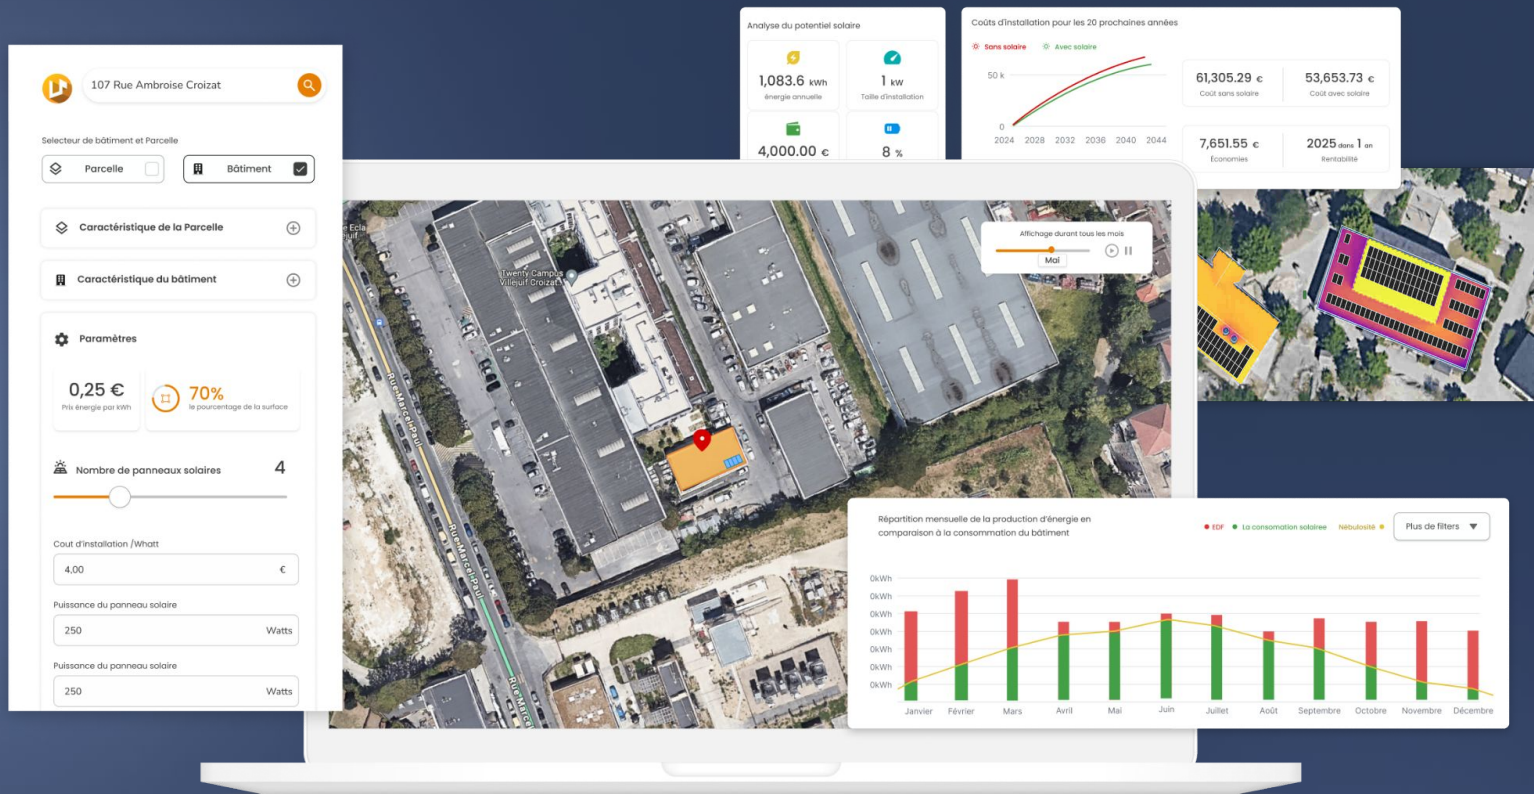 107 Rue Ambroise Croizat
Selecteur de bâtiment et Parcelle
Parcelle
Bâtiment
Caractéristique de la Parcelle
Caractéristique du bâtiment
Paramètres
0,25 €
Prix énergie par kWh
70%
le pourcentage de la surface
Nombre de panneaux solaires
4
Cout d'installation /Whatt
4,00 €
Puissance du panneau solaire
250 Watts
Puissance du panneau solaire
250 Watts
Analyse du potentiel solaire
1,083.6 kWh
énergie annuelle
1 kW
Taille d'installation
4,000.00 €
8 %
Coûts d'installation pour les 20 prochaines années
Sans solaire
Avec solaire
50 k
0
2024 2028 2032 2036 2040 2044
61,305.29 €
Coût sans solaire
53,653.73 €
Coût avec solaire
7,651.55 €
Économies
2025 dans 1 an
Rentabilité
Twenty Campus
Villejuif Croizat
Rue Marcel Paul
Rue Marcel Paul
Rue Marce
Affichage durant tous les mois
Mai
Répartition mensuelle de la production d'énergie en
comparaison à la consommation du bâtiment
EDF
La consomation solairee
Nébulosité
Plus de filters
0kWh
0kWh
0kWh
0kWh
0kWh
0kWh
0kWh
Janvier Février Mars Avril Mai Juin Juillet Août Septembre Octobre Novembre Décembre